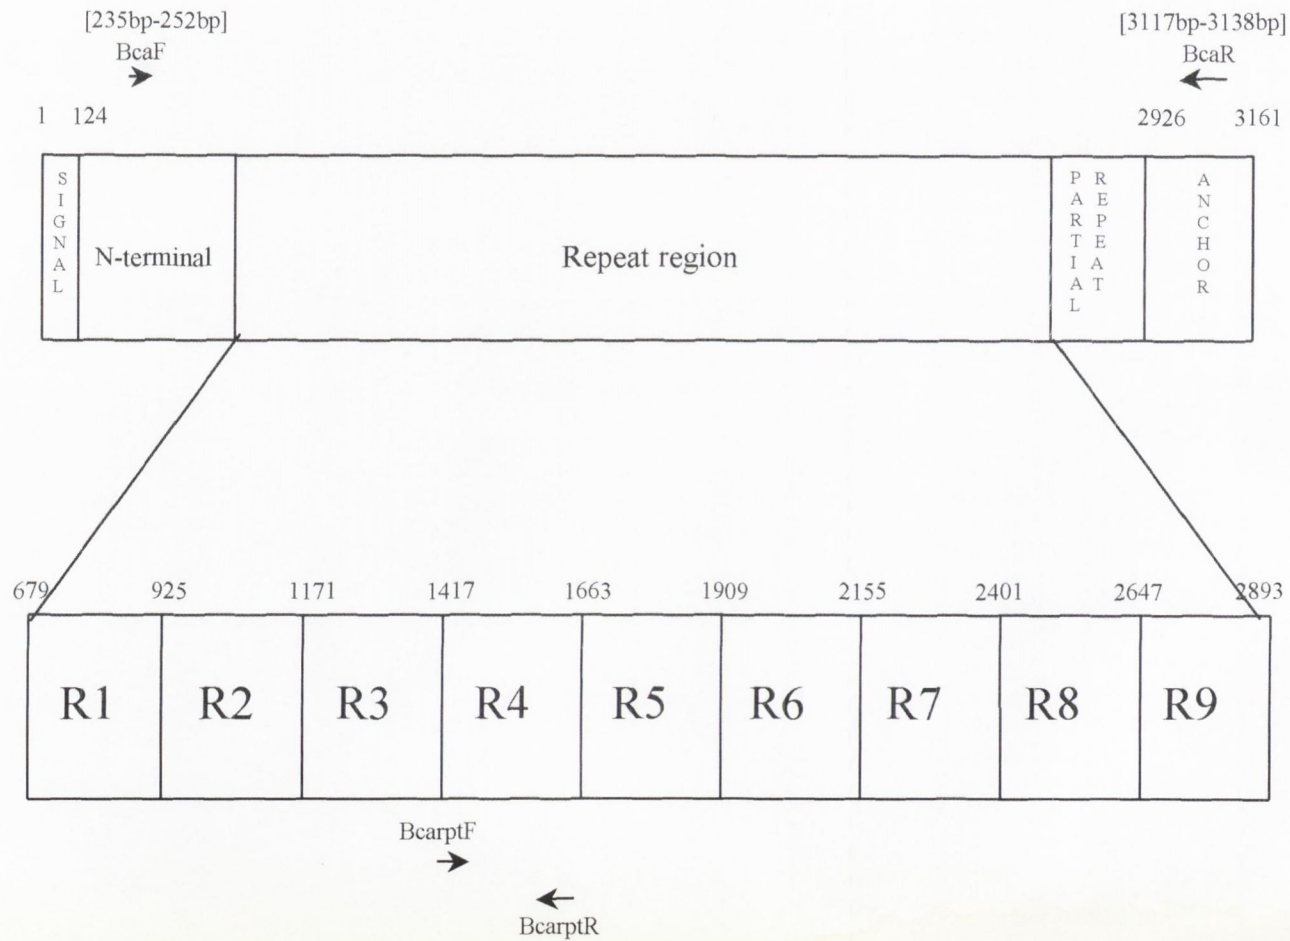 [235bp-252bp] [3117bp-3138bp]
BcaF BcaR
1 124 2926 3161
SIGNAL N-terminal Repeat region PARTIAL REPEAT ANCHOR
679 925 1171 1417 1663 1909 2155 2401 2647 2893
R1 R2 R3 R4 R5 R6 R7 R8 R9
BcarptF
BcarptR